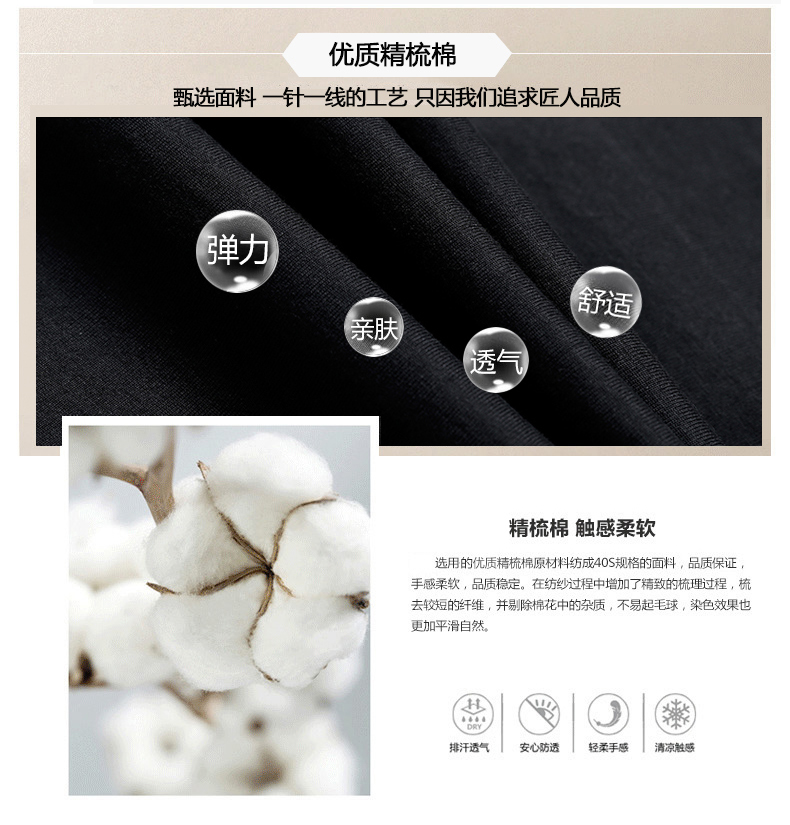 优质精梳棉
甄选面料 一针一线的工艺 只因我们追求匠人品质
弹力
亲肤
透气
舒适
精梳棉 触感柔软
选用的优质精梳棉原材料纺成40S规格的面料，品质保证，
手感柔软，品质稳定。在纺纱过程中增加了精致的梳理过程，梳
去较短的纤维，并剔除棉花中的杂质，不易起毛球，染色效果也
更加平滑自然。
DRY
排汗透气
安心防透
轻柔手感
清凉触感